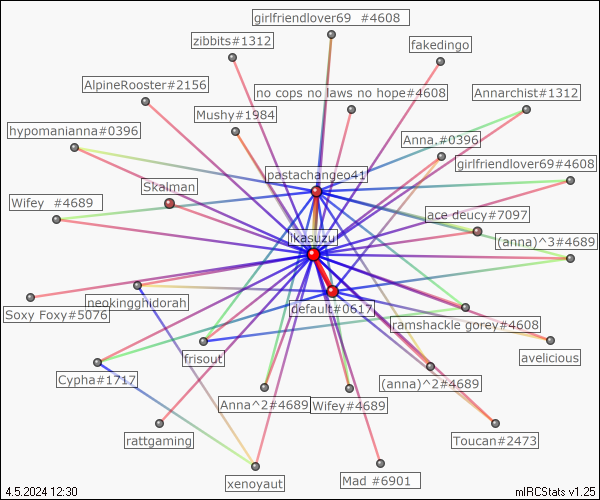 girlfriendlover69  #4608
zibbits#1312
fakedingo
AlpineRooster#2156
no cops no laws no hope#4608
Annarchist#1312
Mushy#1984
hypomanianna#0396
Anna.#0396
girlfriendlover69#4608
pastachangeo41
Skalman
Wifey  #4689
ace deucy#7097
ikasuzu
(anna)^3#4689
neokingghidorah
Soxy Foxy#5076
default#0617
ramshackle gorey#4608
frisout
avelicious
Cypha#1717
(anna)^2#4689
Anna^2#4689
Wifey#4689
rattgaming
Toucan#2473
xenoyaut
Mad #6901
4.5.2024 12:30
mIRCStats v1.25